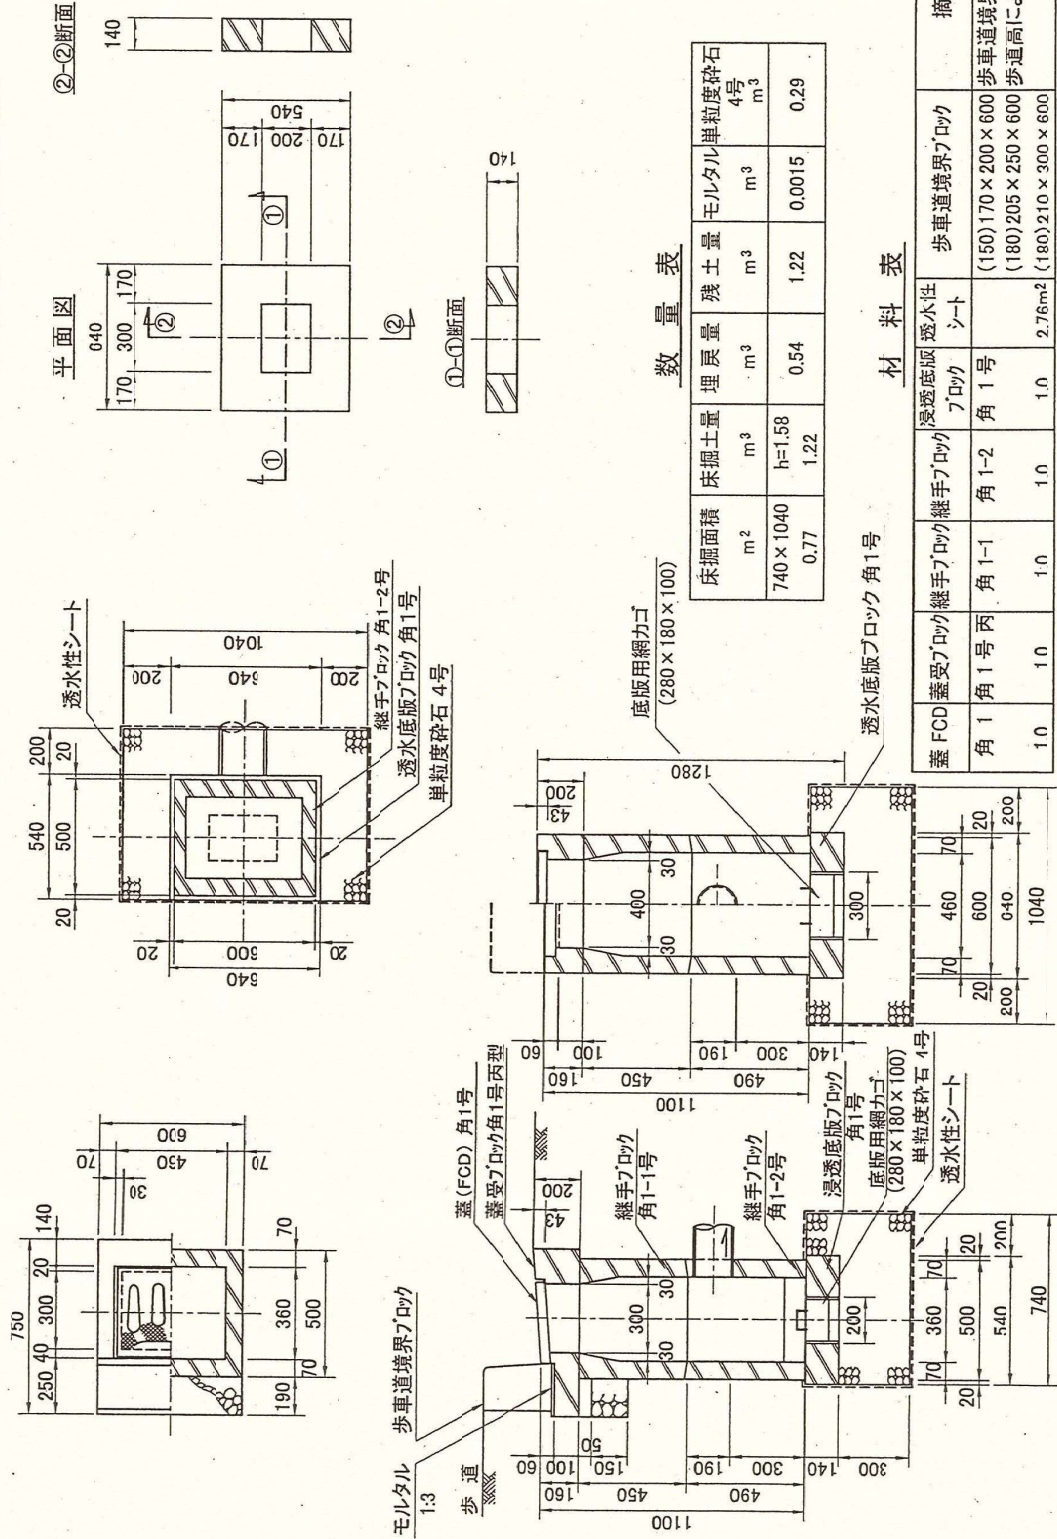 750
250
40
300
20
140
30
70
450
600
70
190
70
360
500
70
540
20
500
20
200
透水性シート
20
600
20
200
200
1040
継手ブロック 角1-2号
透水底版ブロック 角1号
単粒度砕石 4号
平面図
640
170
300
170
①
①
②
②
170
200
170
540
②-②断面
140
①-①断面
140
モルタル
1:3
歩車道境界ブロック
歩 道
蓋(FCD) 角1号
蓋受ブロック角1号丙型
43
200
60
100
50
150
160
450
190
300
490
140
300
1100
300
30
30
継手ブロック
角1-1号
継手ブロック
角1-2号
浸透底版ブロック
角1号
底版用網カゴ
(280×180×100)
単粒度砕石 4号
透水性シート
200
70
360
70
20
500
20
200
540
740
60
100
160
450
190
300
490
140
1100
400
30
30
43
200
1280
底版用網カゴ
(280×180×100)
透水底版ブロック 角1号
300
70
460
70
20
600
20
200
200
1040
数 量 表
床掘面積 床掘土量 埋戻量 残土量 モルタル 単粒度砕石
4号
m² m³ m³ m³ m³ m³
740×1040 h=1.58
0.77 1.22 0.54 1.22 0.0015 0.29
材 料 表
蓋 FCD 蓋受ブロック 継手ブロック 継手ブロック 浸透底版ブロック 透水性シート 歩車道境界ブロック 摘
角 1 角 1 号 丙 角 1-1 角 1-2 角 1 号 (150)170×200×600 歩車道境
(180)205×250×600 歩道高に
1.0 1.0 1.0 1.0 1.0 2.76m² (180)210×300×600